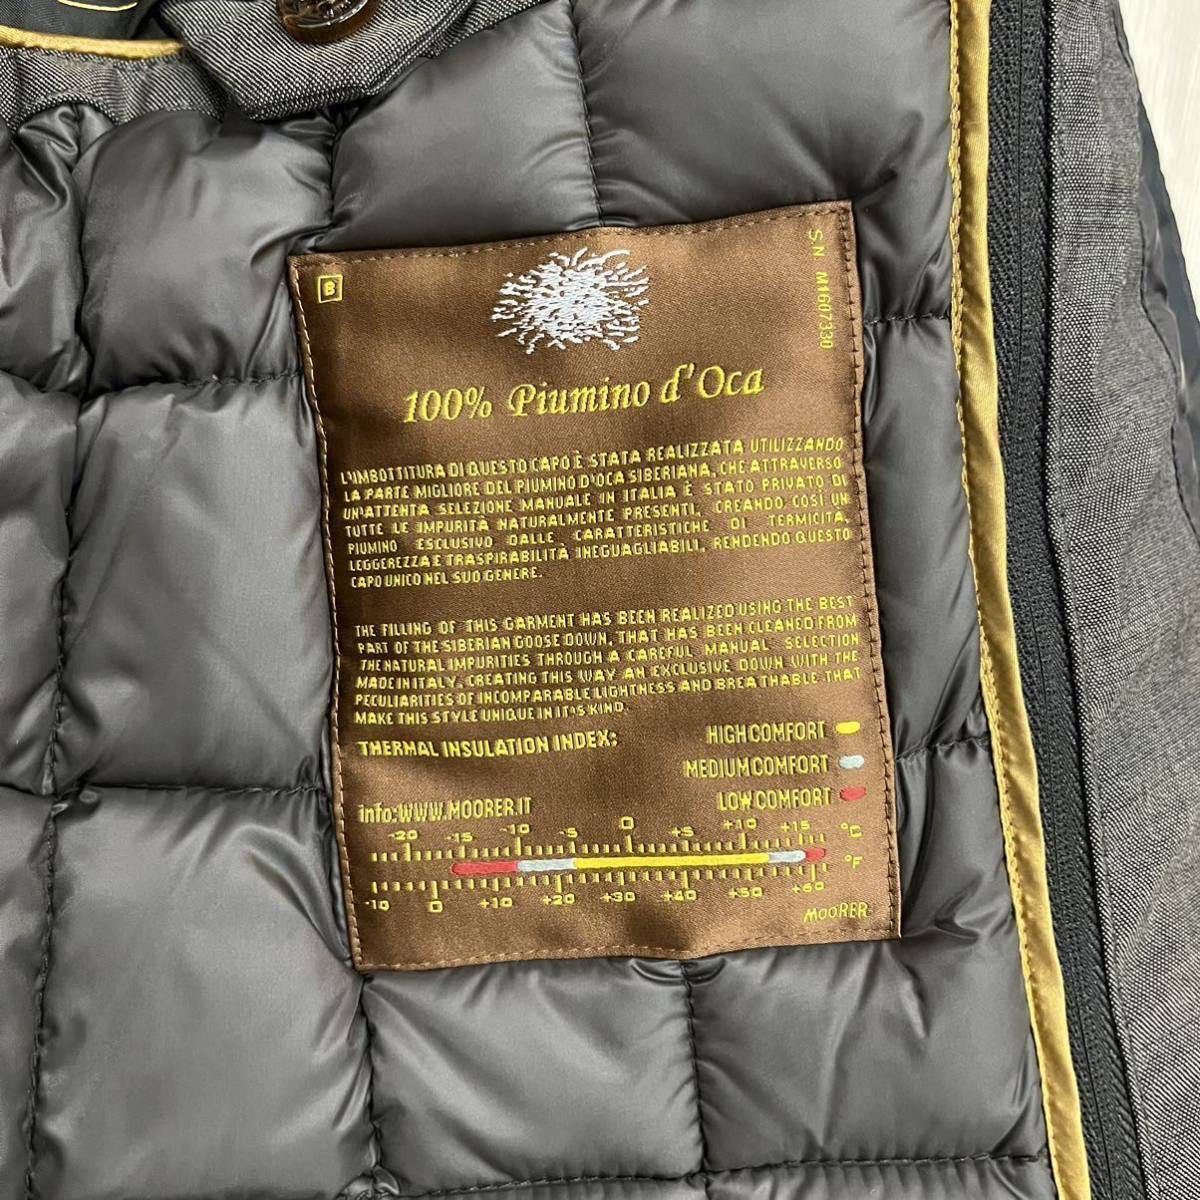 B
S.N M1607330
100% Piumino d'Oca
L'IMBOTTITURA DI QUESTO CAPO È STATA REALIZZATA UTILIZZANDO
LA PARTE MIGLIORE DEL PIUMINO D'OCA SIBERIANA, CHE ATTRAVERSO
UN'ATTENTA SELEZIONE MANUALE IN ITALIA È STATO PRIVATO DI
TUTTE LE IMPURITÀ NATURALMENTE PRESENTI, CREANDO COSÌ UN
PIUMINO ESCLUSIVO DALLE CARATTERISTICHE DI TERMICITÀ,
LEGGEREZZA E TRASPIRABILITÀ INEGUAGLIABILI, RENDENDO QUESTO
CAPO UNICO NEL SUO GENERE.
THE FILLING OF THIS GARMENT HAS BEEN REALIZED USING THE BEST
PART OF THE SIBERIAN GOOSE DOWN, THAT HAS BEEN CLEANED FROM
THE NATURAL IMPURITIES THROUGH A CAREFUL MANUAL SELECTION
MADE IN ITALY, CREATING THIS WAY AN EXCLUSIVE DOWN WITH THE
PECULIARITIES OF INCOMPARABLE LIGHTNESS AND BREATHABLE THAT
MAKE THIS STYLE UNIQUE IN IT'S KIND.
THERMAL INSULATION INDEX: HIGH COMFORT
MEDIUM COMFORT
info:WWW.MOORER.IT LOW COMFORT
-20 -15 -10 -5 0 +5 +10 +15 °C
°F
-10 0 +10 +20 +30 +40 +50 +60
MOORER